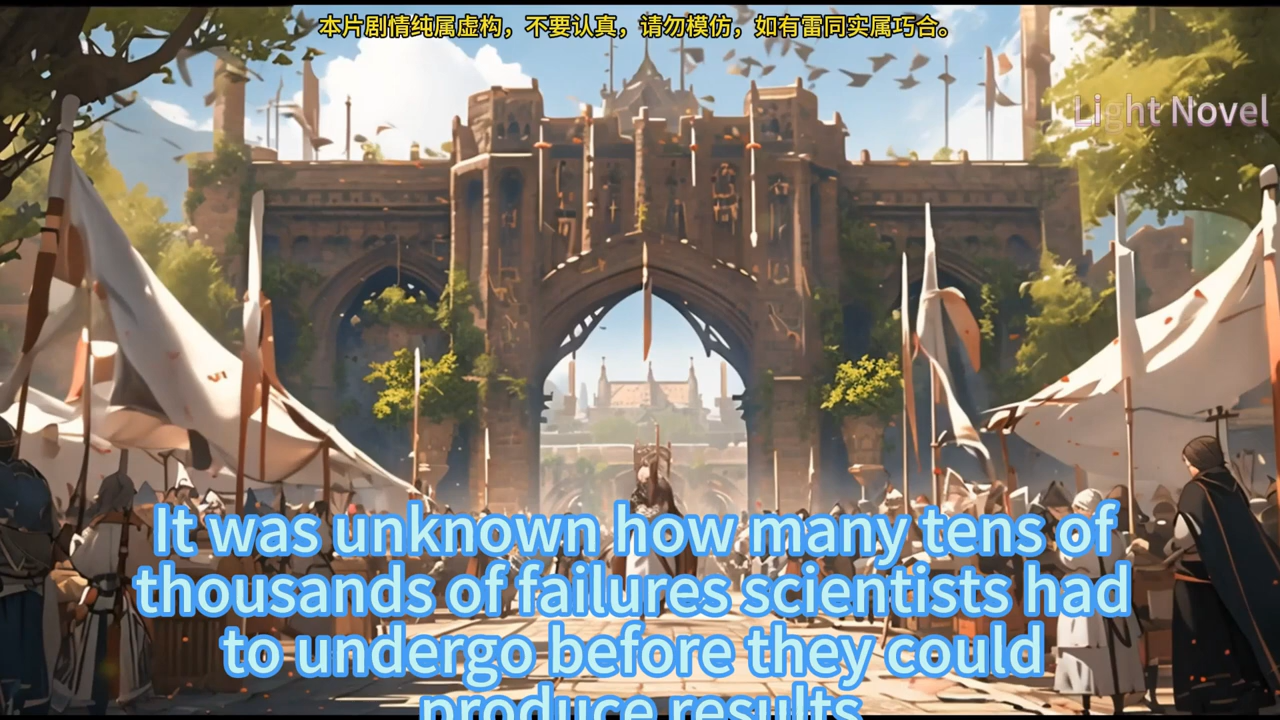 本片剧情纯属虚构，不要认真，请勿模仿，如有雷同实属巧合。
Light Novel
It was unknown how many tens of
thousands of failures scientists had
to undergo before they could
produce results